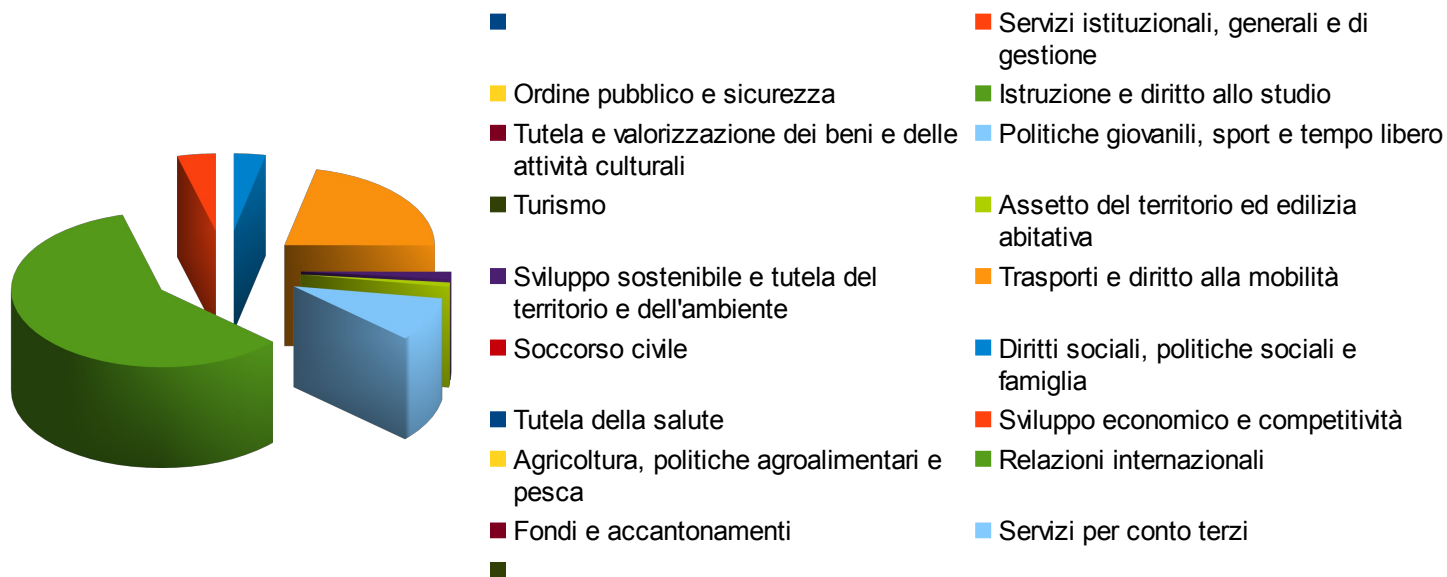 Servizi istituzionali, generali e di
gestione
Ordine pubblico e sicurezza
Istruzione e diritto allo studio
Tutela e valorizzazione dei beni e delle
attività culturali
Politiche giovanili, sport e tempo libero
Turismo
Assetto del territorio ed edilizia
abitativa
Sviluppo sostenibile e tutela del
territorio e dell'ambiente
Trasporti e diritto alla mobilità
Soccorso civile
Diritti sociali, politiche sociali e
famiglia
Tutela della salute
Sviluppo economico e competitività
Agricoltura, politiche agroalimentari e
pesca
Relazioni internazionali
Fondi e accantonamenti
Servizi per conto terzi